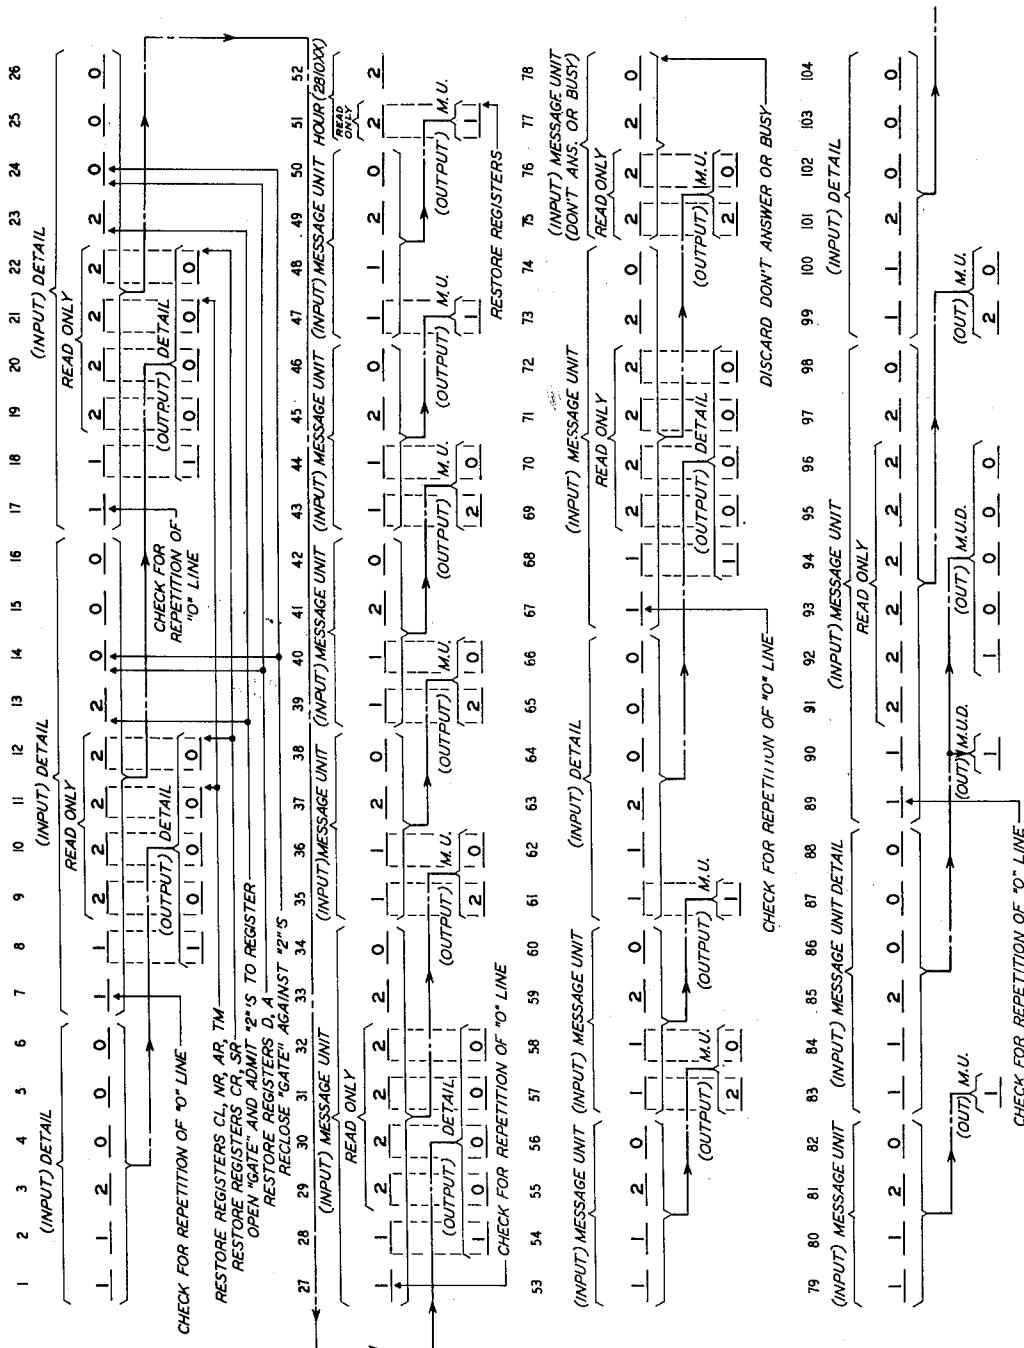 1 2 3 4 5 6 7 8 9 10 11 12 13 14 15 16 17 18 19 20 21 22 23 24 25 26
(INPUT) DETAIL (INPUT) DETAIL (INPUT) DETAIL
READ ONLY READ ONLY
1 1 2 0 0 0 1 1 2 2 2 2 2 0 0 0 1 1 2 2 2 2 2 0 0 0
(OUTPUT) DETAIL (OUTPUT) DETAIL
1 0 0 0 0 1 0 0 0 0
CHECK FOR REPETITION OF "0" LINE
CHECK FOR
REPETITION OF
"0" LINE
RESTORE REGISTERS CL, NR, AR, TM
RESTORE REGISTERS CR, SR
OPEN "GATE" AND ADMIT "2"S TO REGISTER
RESTORE REGISTERS D, A
RECLOSE "GATE" AGAINST "2"S
27 28 29 30 31 32 33 34 35 36 37 38 39 40 41 42 43 44 45 46 47 48 49 50 51 52
(INPUT) MESSAGE UNIT (INPUT) MESSAGE UNIT (INPUT) MESSAGE UNIT (INPUT) MESSAGE UNIT (INPUT) MESSAGE UNIT HOUR (2810XX)
READ ONLY READ ONLY
1 1 2 2 2 2 2 0 1 1 2 0 1 1 2 0 1 1 2 0 1 1 2 0 2 2
(OUTPUT) DETAIL (OUTPUT) M.U. (OUTPUT) M.U. (OUTPUT) M.U. (OUTPUT) M.U. (OUTPUT) M.U.
1 0 0 0 0 2 0 2 0 2 0 1 1
CHECK FOR REPETITION OF "0" LINE
RESTORE REGISTERS
53 54 55 56 57 58 59 60 61 62 63 64 65 66 67 68 69 70 71 72 73 74 75 76 77 78
(INPUT) MESSAGE UNIT (INPUT) MESSAGE UNIT (INPUT) DETAIL (INPUT) MESSAGE UNIT (INPUT) MESSAGE UNIT
(DON'T ANS. OR BUSY)
READ ONLY READ ONLY
1 1 2 0 1 1 2 0 1 1 2 0 0 0 1 1 2 2 2 2 2 0 2 2 2 0
(OUTPUT) M.U. (OUTPUT) M.U. (OUTPUT) DETAIL (OUTPUT) M.U.
2 0 1 1 0 0 0 0 2 0
CHECK FOR REPETITION OF "0" LINE
DISCARD DON'T ANSWER OR BUSY
79 80 81 82 83 84 85 86 87 88 89 90 91 92 93 94 95 96 97 98 99 100 101 102 103 104
(INPUT) MESSAGE UNIT (INPUT) MESSAGE UNIT DETAIL (INPUT) MESSAGE UNIT (INPUT) DETAIL
READ ONLY
1 1 2 0 1 1 2 0 0 0 1 1 2 2 2 2 2 2 2 0 1 1 2 0 0 0
(OUT) M.U. (OUT) M.U.D. (OUT) M.U.D. (OUT) M.U.
1 1 1 0 0 0 0 2 0
CHECK FOR REPETITION OF "0" LINE